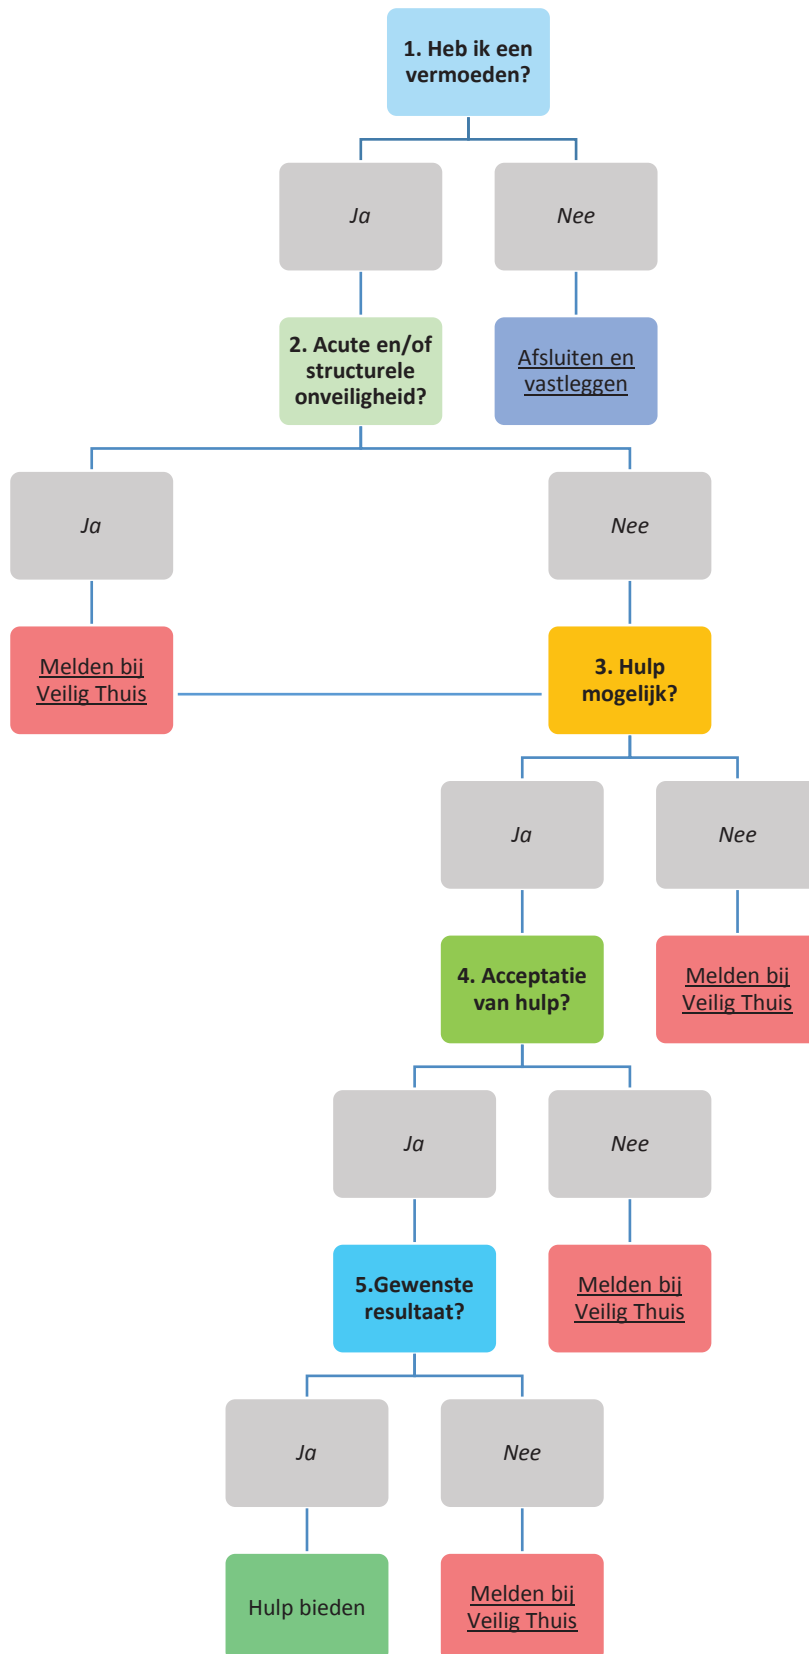 1. Heb ik een
vermoeden?
Ja
Nee
2. Acute en/of
structurele
onveiligheid?
Afsluiten en
vastleggen
Ja
Nee
Melden bij
Veilig Thuis
3. Hulp
mogelijk?
Ja
Nee
4. Acceptatie
van hulp?
Melden bij
Veilig Thuis
Ja
Nee
5.Gewenste
resultaat?
Melden bij
Veilig Thuis
Ja
Nee
Hulp bieden
Melden bij
Veilig Thuis